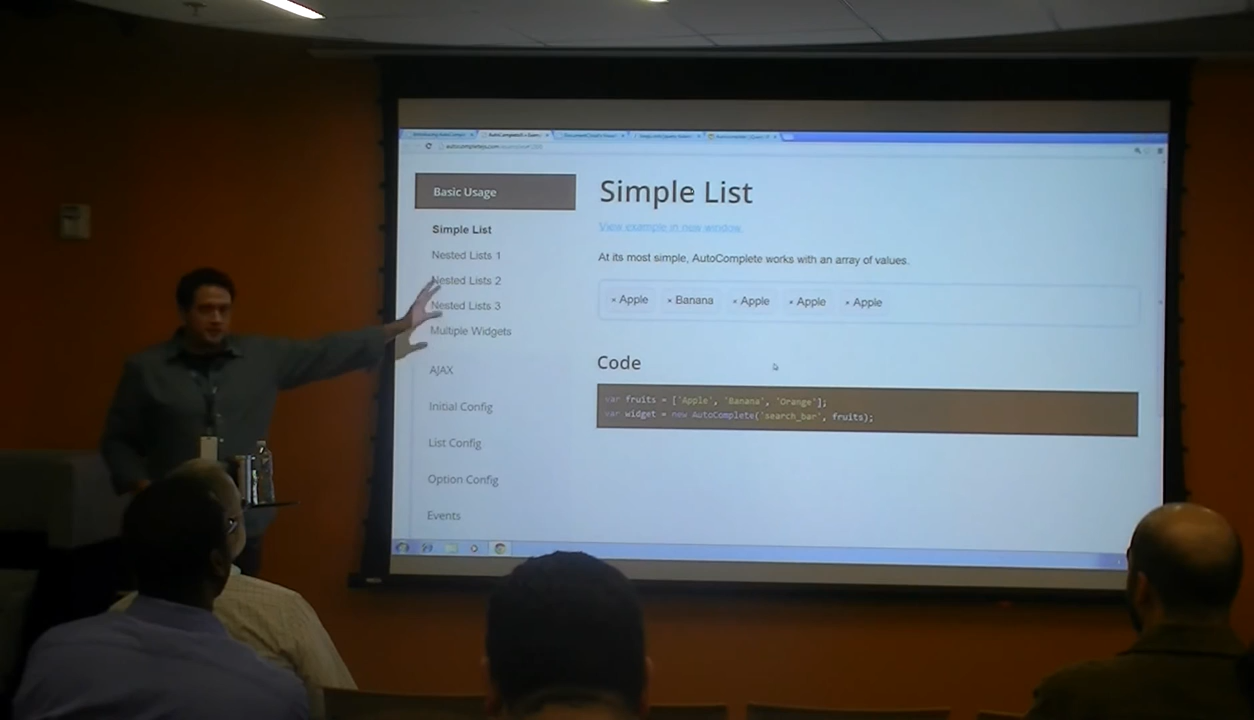 Basic Usage
Simple List
Nested Lists 1
Nested Lists 2
Nested Lists 3
Multiple Widgets
AJAX
Initial Config
List Config
Option Config
Events
Simple List
View example in new window.
At its most simple, AutoComplete works with an array of values.
× Apple × Banana × Apple × Apple × Apple
Code
var fruits = ['Apple', 'Banana', 'Orange'];
var widget = new AutoComplete('search_bar', fruits);